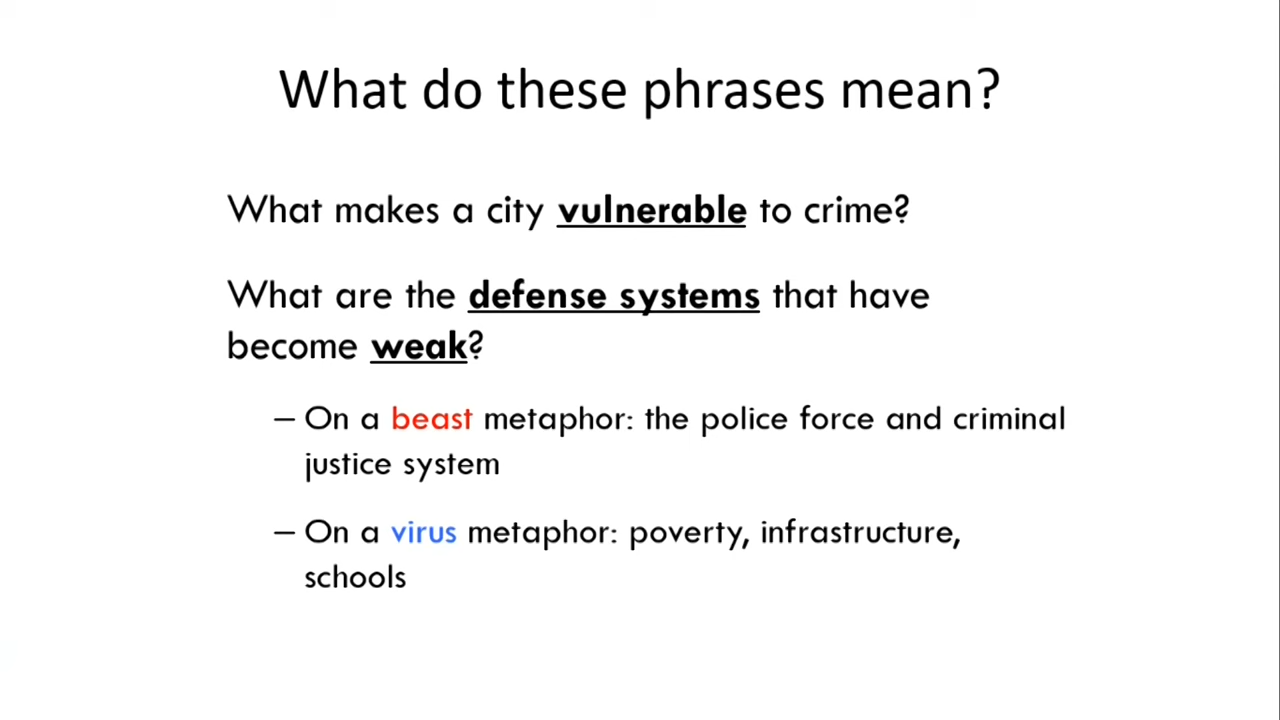 What do these phrases mean?
What makes a city vulnerable to crime?
What are the defense systems that have
become weak?
– On a beast metaphor: the police force and criminal
justice system
– On a virus metaphor: poverty, infrastructure,
schools